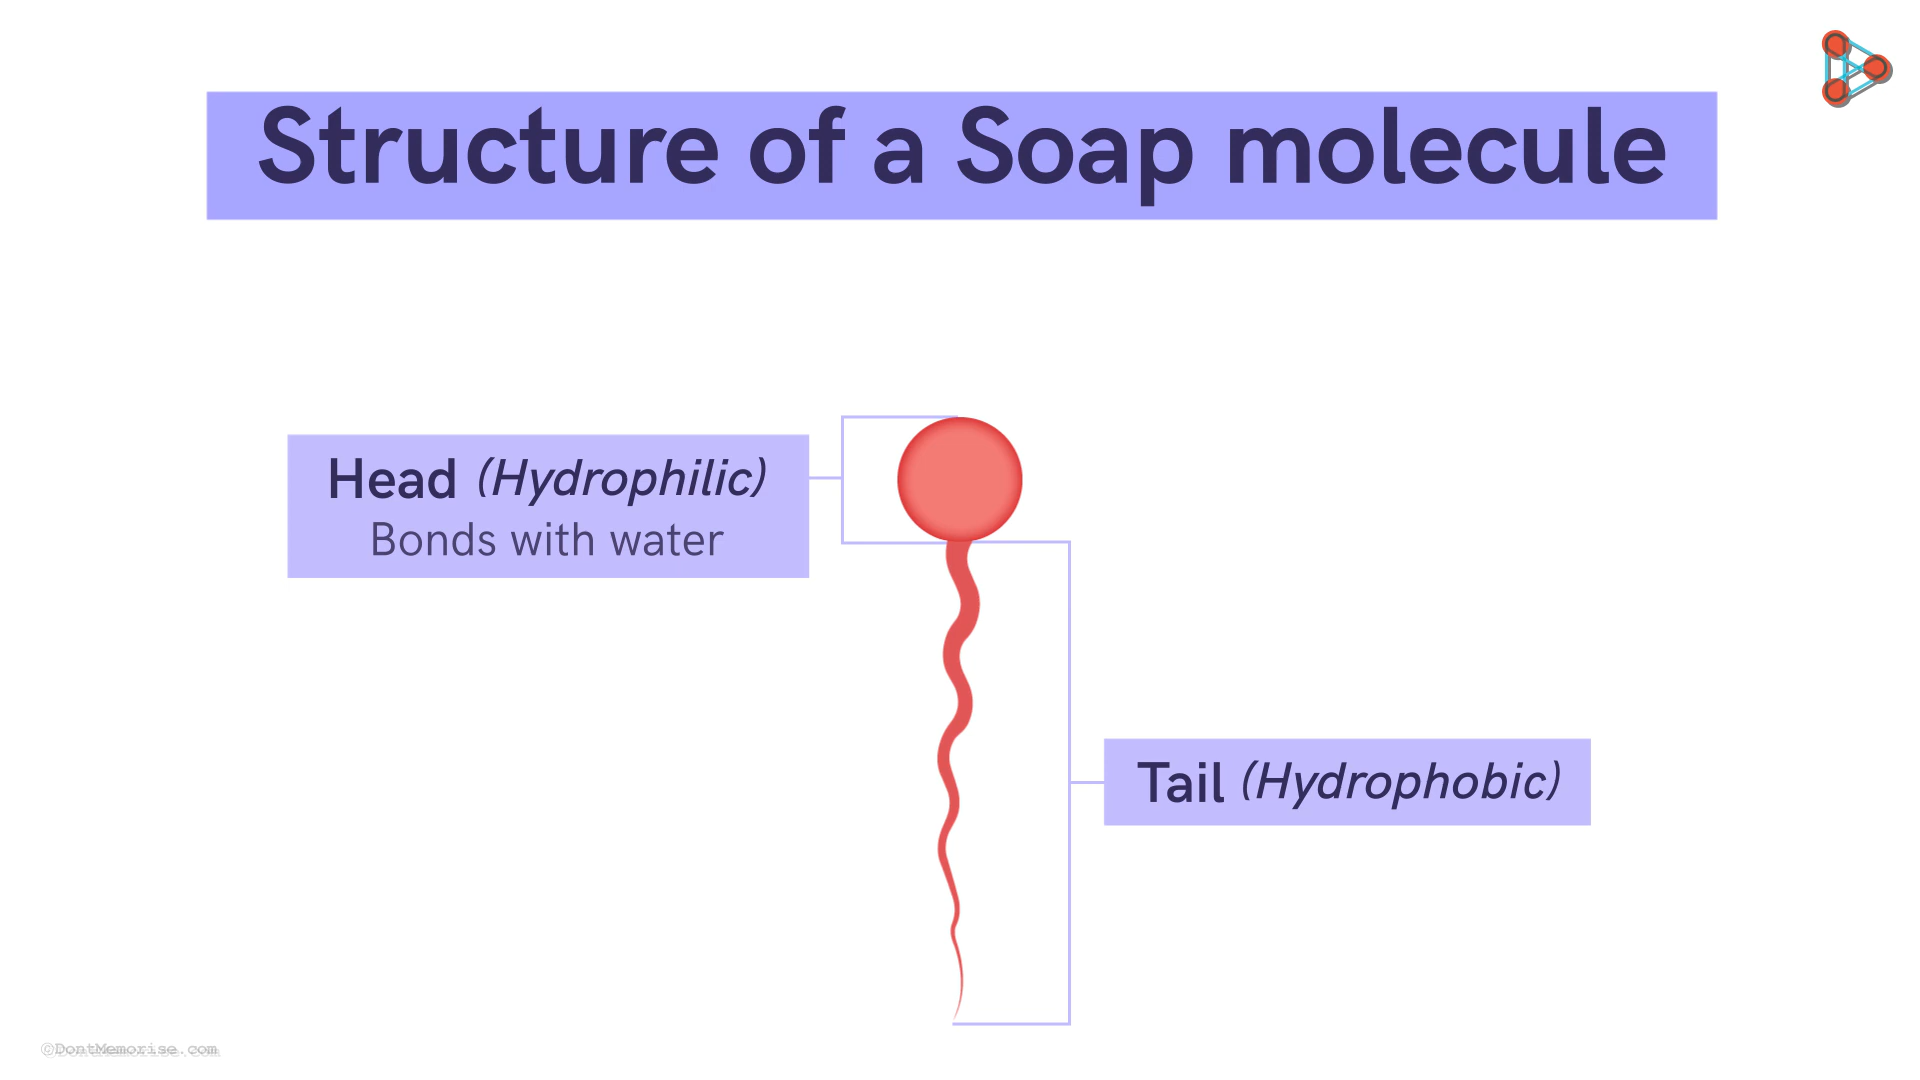 Structure of a Soap molecule
Head (Hydrophilic)
Bonds with water
Tail (Hydrophobic)
©DontMemorise.com